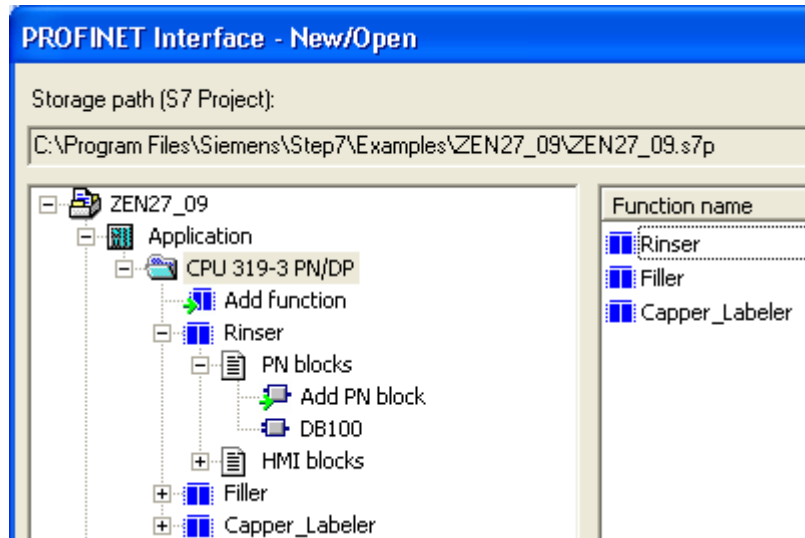 PROFINET Interface - New/Open
Storage path (S7 Project):
C:\Program Files\Siemens\Step7\Examples\ZEN27_09\ZEN27_09.s7p
ZEN27_09
Application
CPU 319-3 PN/DP
Add function
Rinser
PN blocks
Add PN block
DB100
HMI blocks
Filler
Capper_Labeler
Function name
Rinser
Filler
Capper_Labeler